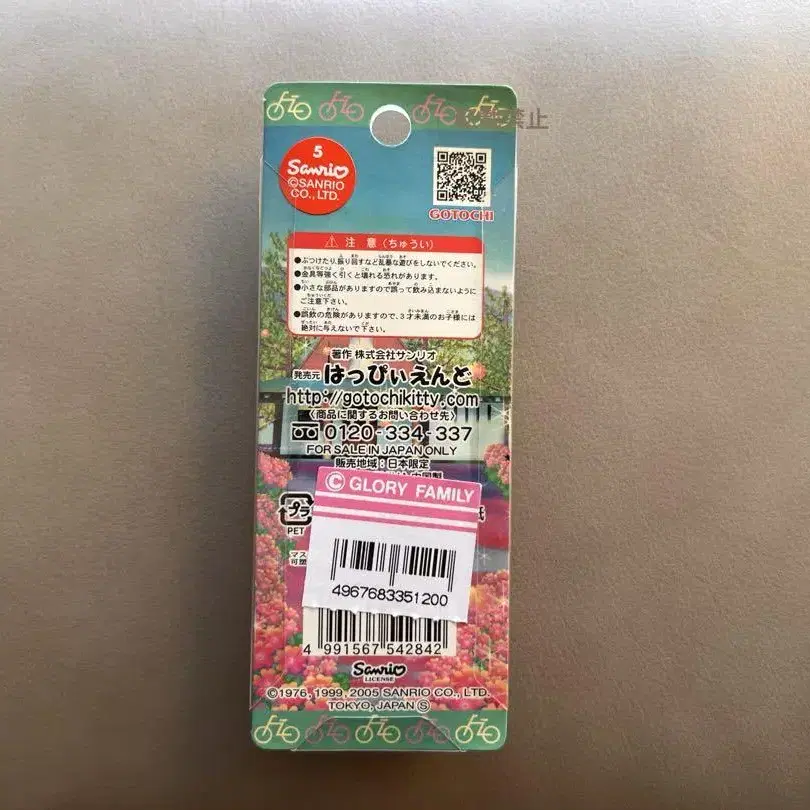 5
Sanrio
©SANRIO
CO., LTD.
GOTOCHI
⚠ 注 意 (ちゅうい)
●ぶつけたり,振り回すなど乱暴な遊びをしないでください。
●金具等強く引くと壊れる恐れがあります。
●小さな部品がありますので誤って飲み込まないように
ご注意下さい。
●誤飲の危険がありますので、3才未満のお子様には
絶対に与えないで下さい。
著作 株式会社サンリオ
発売元 はっぴぃえんど
http://gotochikitty.com
〈商品に関するお問い合わせ先〉
0120-334-337
FOR SALE IN JAPAN ONLY
販売地域:日本限定
中国製
© GLORY FAMILY
プラ
PET
4967683351200
4 991567 542842
Sanrio
LICENSE
©1976, 1999, 2005 SANRIO CO., LTD.
TOKYO, JAPAN Ⓢ